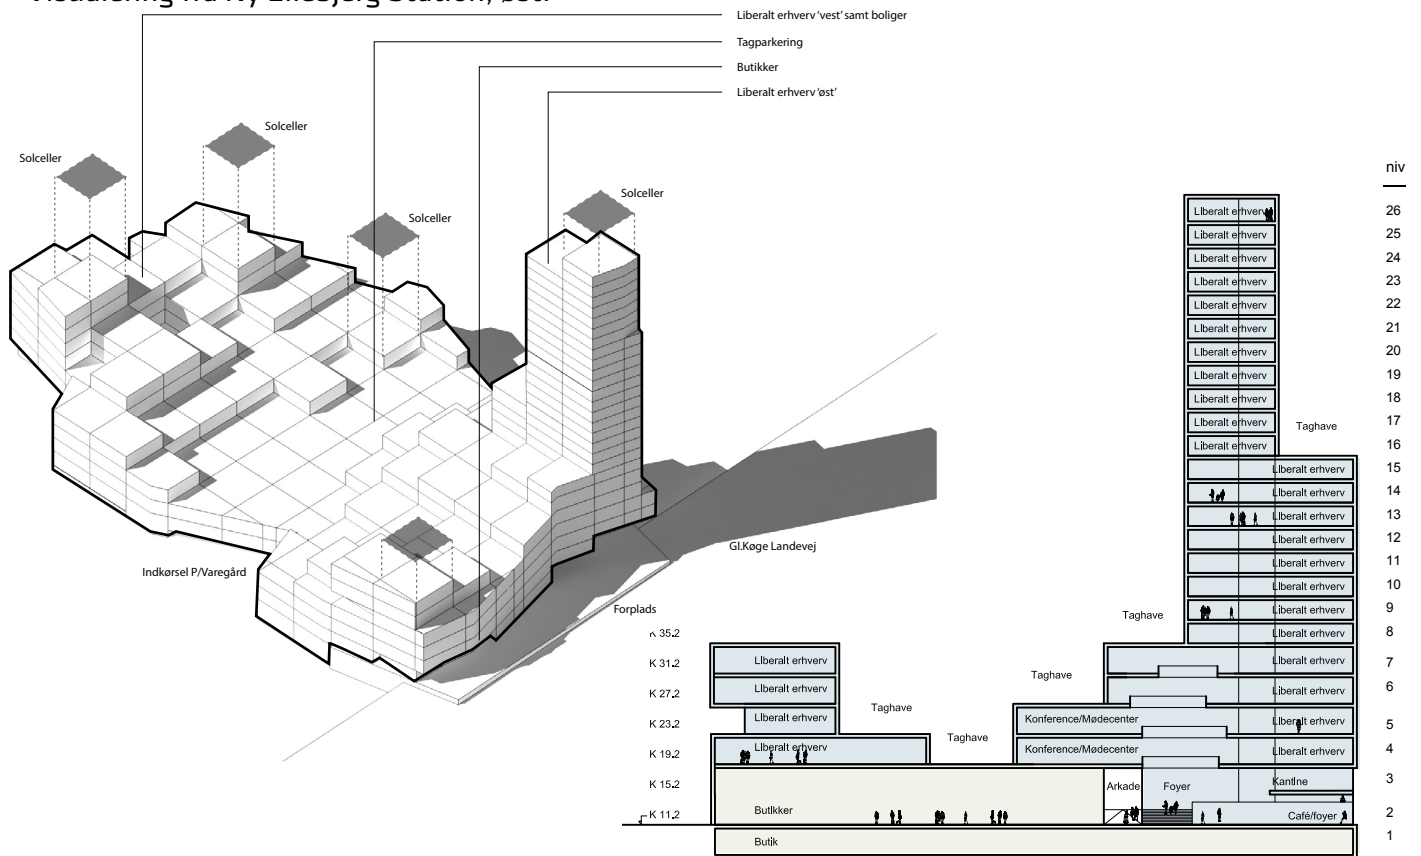 Liberalt erhverv 'vest' samt boliger
Tagparkering
Butikker
Liberalt erhverv 'øst'
Solceller
Solceller
Solceller
Solceller
Indkørsel P/Varegård
Gl.Køge Landevej
Forplads
niv
26
25
24
23
22
21
20
19
18
17
16
15
14
13
12
11
10
9
8
7
6
5
4
3
2
1
LIberalt erhverv
LIberalt erhverv
LIberalt erhverv
LIberalt erhverv
LIberalt erhverv
LIberalt erhverv
LIberalt erhverv
LIberalt erhverv
LIberalt erhverv
LIberalt erhverv
LIberalt erhverv
Taghave
LIberalt erhverv
LIberalt erhverv
LIberalt erhverv
LIberalt erhverv
LIberalt erhverv
LIberalt erhverv
LIberalt erhverv
LIberalt erhverv
Taghave
LIberalt erhverv
LIberalt erhverv
Taghave
Konference/Mødecenter
LIberalt erhverv
Konference/Mødecenter
LIberalt erhverv
K 35.2
K 31.2
K 27.2
K 23.2
K 19.2
K 15.2
K 11.2
LIberalt erhverv
LIberalt erhverv
LIberalt erhverv
LIberalt erhverv
Taghave
Taghave
Arkade
Foyer
KantIne
ButIkker
Café/foyer
Butik